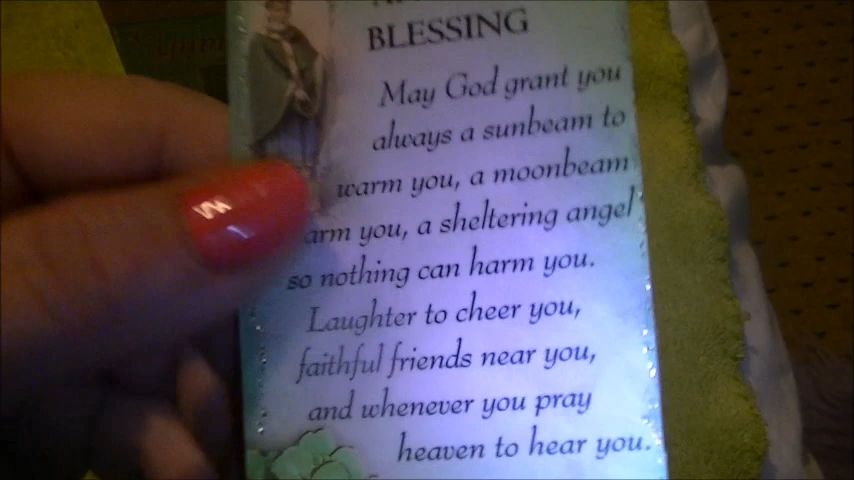 BLESSING
May God grant you
always a sunbeam to
warm you, a moonbeam
arm you, a sheltering angel
so nothing can harm you.
Laughter to cheer you,
faithful friends near you,
and whenever you pray
heaven to hear you.